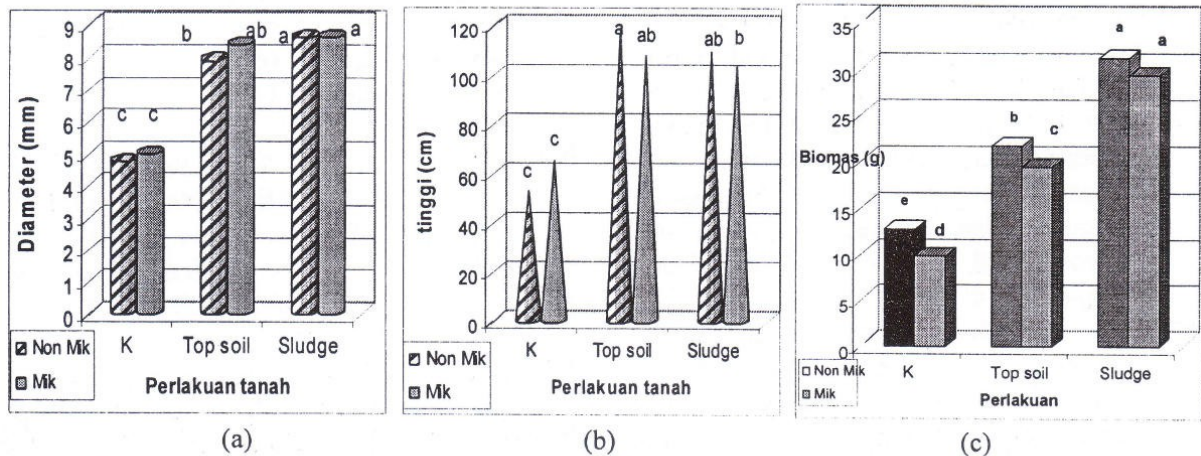 Diameter (mm)
9
8
7
6
5
4
3
2
1
0
c c b ab a a
K Top soil Sludge
Non Mik
Mik
Perlakuan tanah
(a)
tinggi (cm)
120
100
80
60
40
20
0
c c a ab ab b
K Top soil Sludge
Non Mik
Mik
Perlakuan tanah
(b)
Biomas (g)
35
30
25
20
15
10
5
0
e d b c a a
K Top soil Sludge
Non Mik
Mik
Perlakuan
(c)